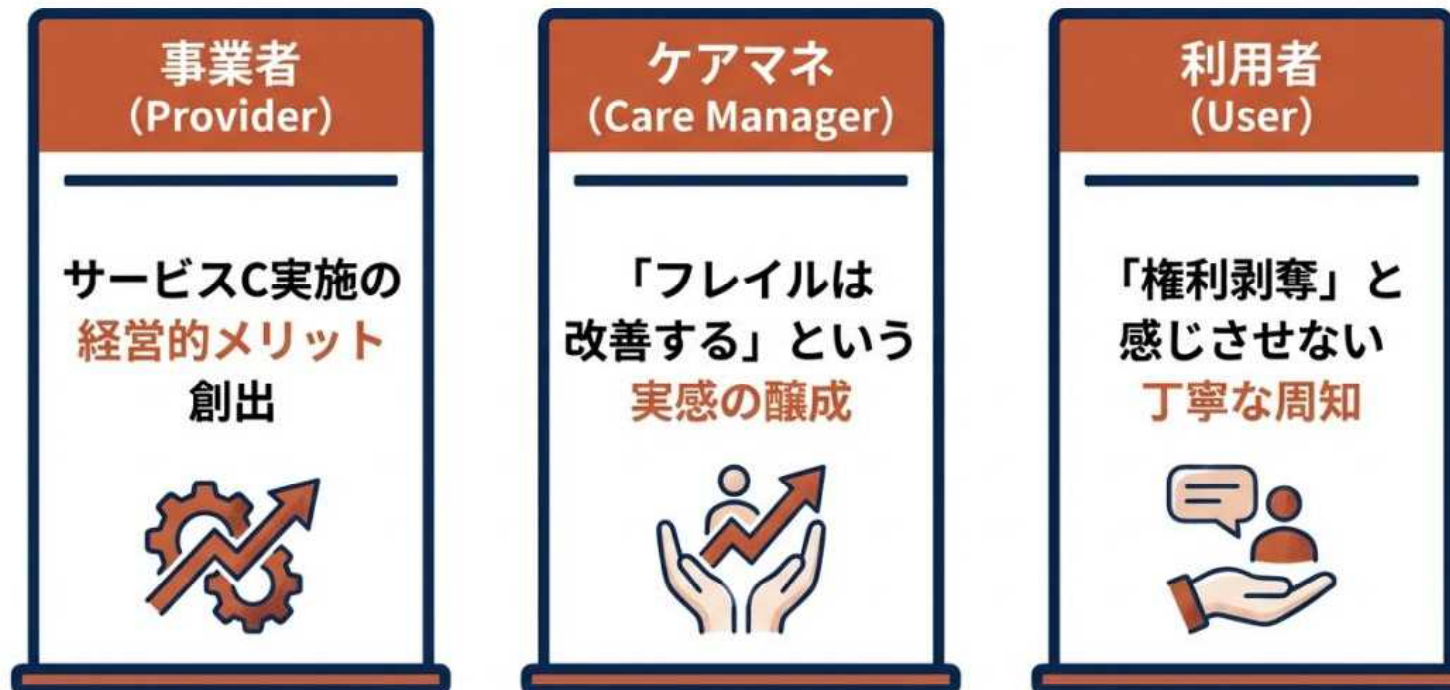 事業者
（Provider）
サービスC実施の
経営的メリット
創出
ケアマネ
（Care Manager）
「フレイルは
改善する」という
実感の醸成
利用者
（User）
「権利剥奪」と
感じさせない
丁寧な周知